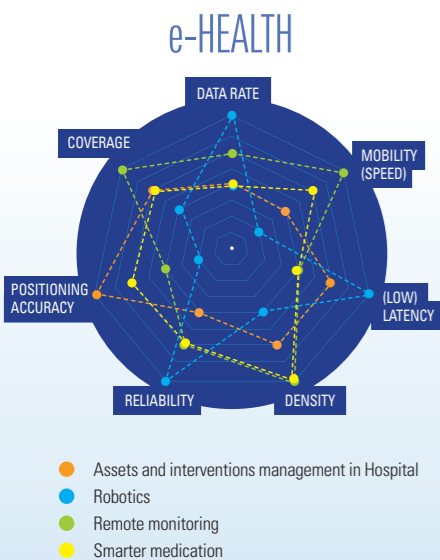 e-HEALTH
DATA RATE
COVERAGE
MOBILITY
(SPEED)
POSITIONING
ACCURACY
(LOW)
LATENCY
RELIABILITY
DENSITY
Assets and interventions management in Hospital
Robotics
Remote monitoring
Smarter medication